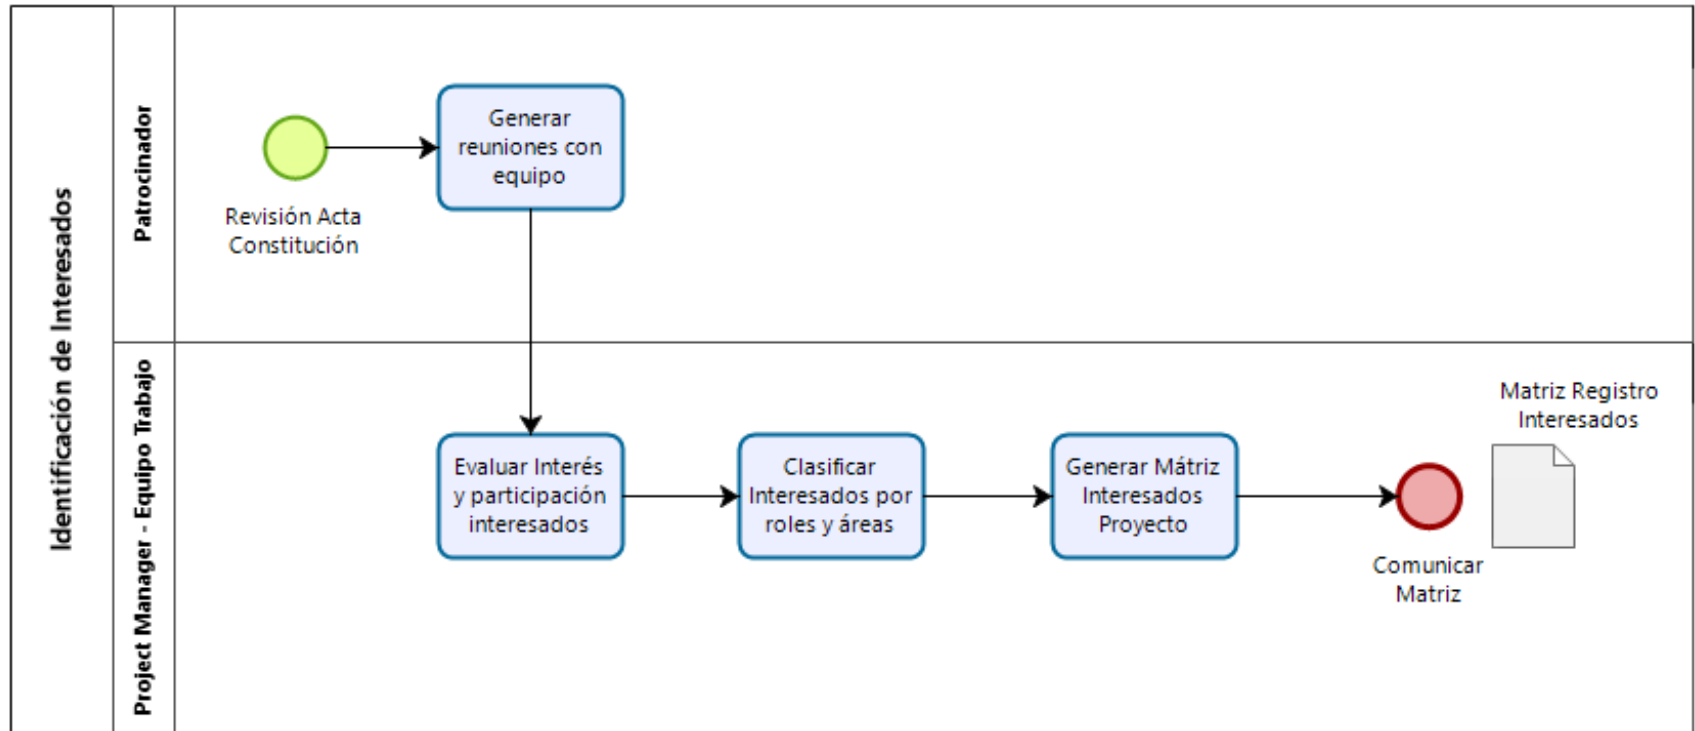 Identificación de Interesados
Patrocinador
Revisión Acta
Constitución
Generar
reuniones con
equipo
Project Manager - Equipo Trabajo
Evaluar Interés
y participación
interesados
Clasificar
Interesados por
roles y áreas
Generar Mátriz
Interesados
Proyecto
Comunicar
Matriz
Matriz Registro
Interesados